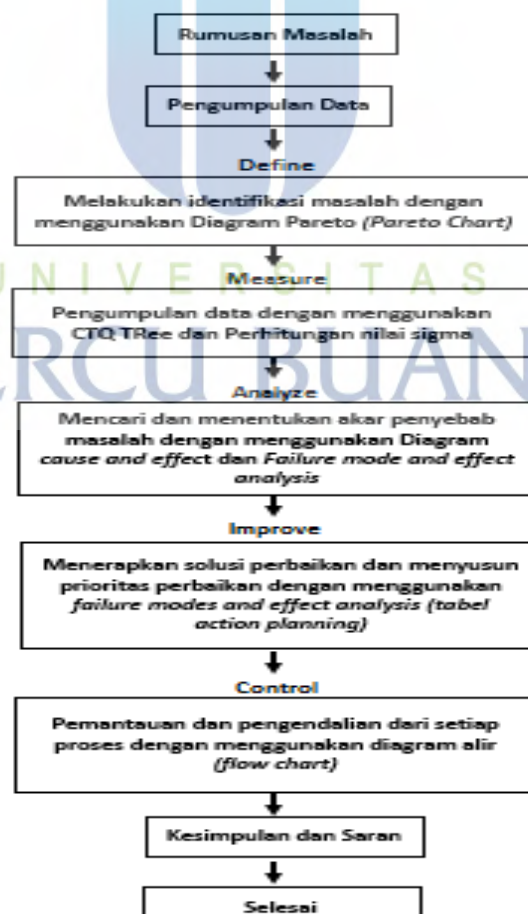 Rumusan Masalah
Pengumpulan Data
Define
Melakukan identifikasi masalah dengan
menggunakan Diagram Pareto (Pareto Chart)
UNIVERSITAS
Measure
Pengumpulan data dengan menggunakan
CTQ TRee dan Perhitungan nilai sigma
ERCU BUAN
Analyze
Mencari dan menentukan akar penyebab
masalah dengan menggunakan Diagram
cause and effect dan Failure mode and effect
analysis
Improve
Menerapkan solusi perbaikan dan menyusun
prioritas perbaikan dengan menggunakan
failure modes and effect analysis (tabel
action planning)
Control
Pemantauan dan pengendalian dari setiap
proses dengan menggunakan diagram alir
(flow chart)
Kesimpulan dan Saran
Selesai